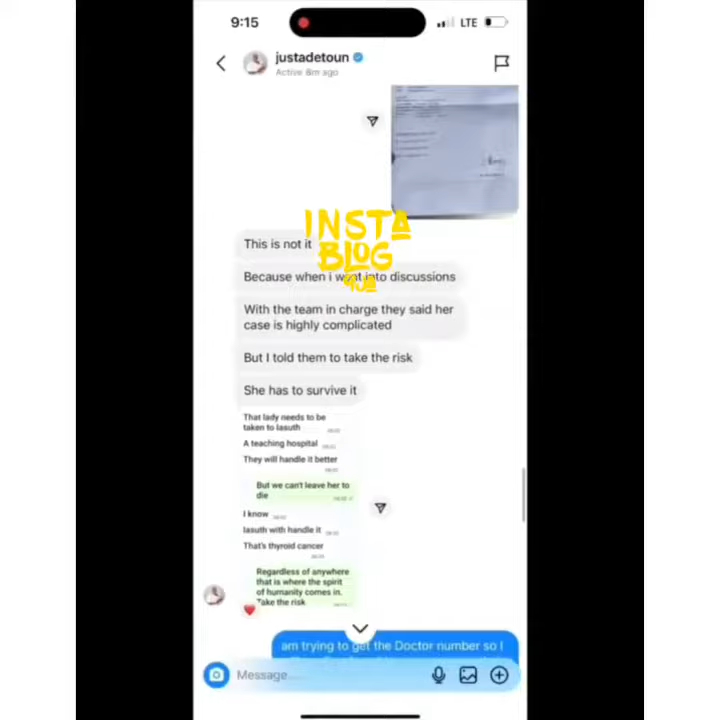 9:15
LTE
justadetoun
Active 8m ago
INSTA
BLOG
9JA
This is not it
Because when i went into discussions
With the team in charge they said her
case is highly complicated
But I told them to take the risk
She has to survive it
That lady needs to be
taken to lasuth
A teaching hospital
They will handle it better
But we can't leave her to
die
I know
lasuth with handle it
That's thyroid cancer
Regardless of anywhere
that is where the spirit
of humanity comes in.
Take the risk
am trying to get the Doctor number so I
Message...